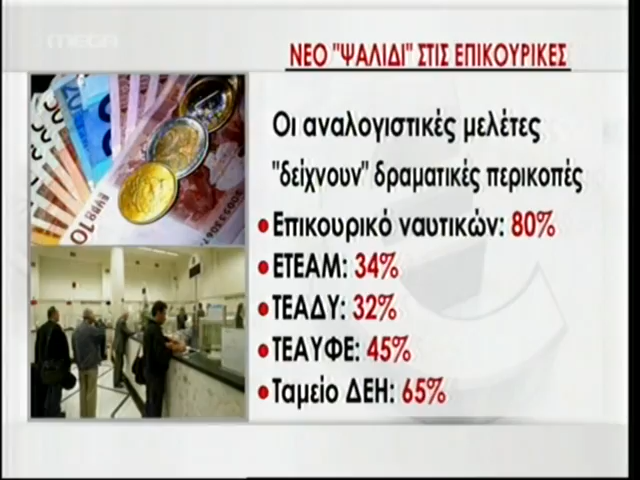 MEGA
ΝΕΟ "ΨΑΛΙΔΙ" ΣΤΙΣ ΕΠΙΚΟΥΡΙΚΕΣ
Οι αναλογιστικές μελέτες
"δείχνουν" δραματικές περικοπές
• Επικουρικό ναυτικών: 80%
• ΕΤΕΑΜ: 34%
• ΤΕΑΔΥ: 32%
• ΤΕΑΥΦΕ: 45%
• Ταμείο ΔΕΗ: 65%